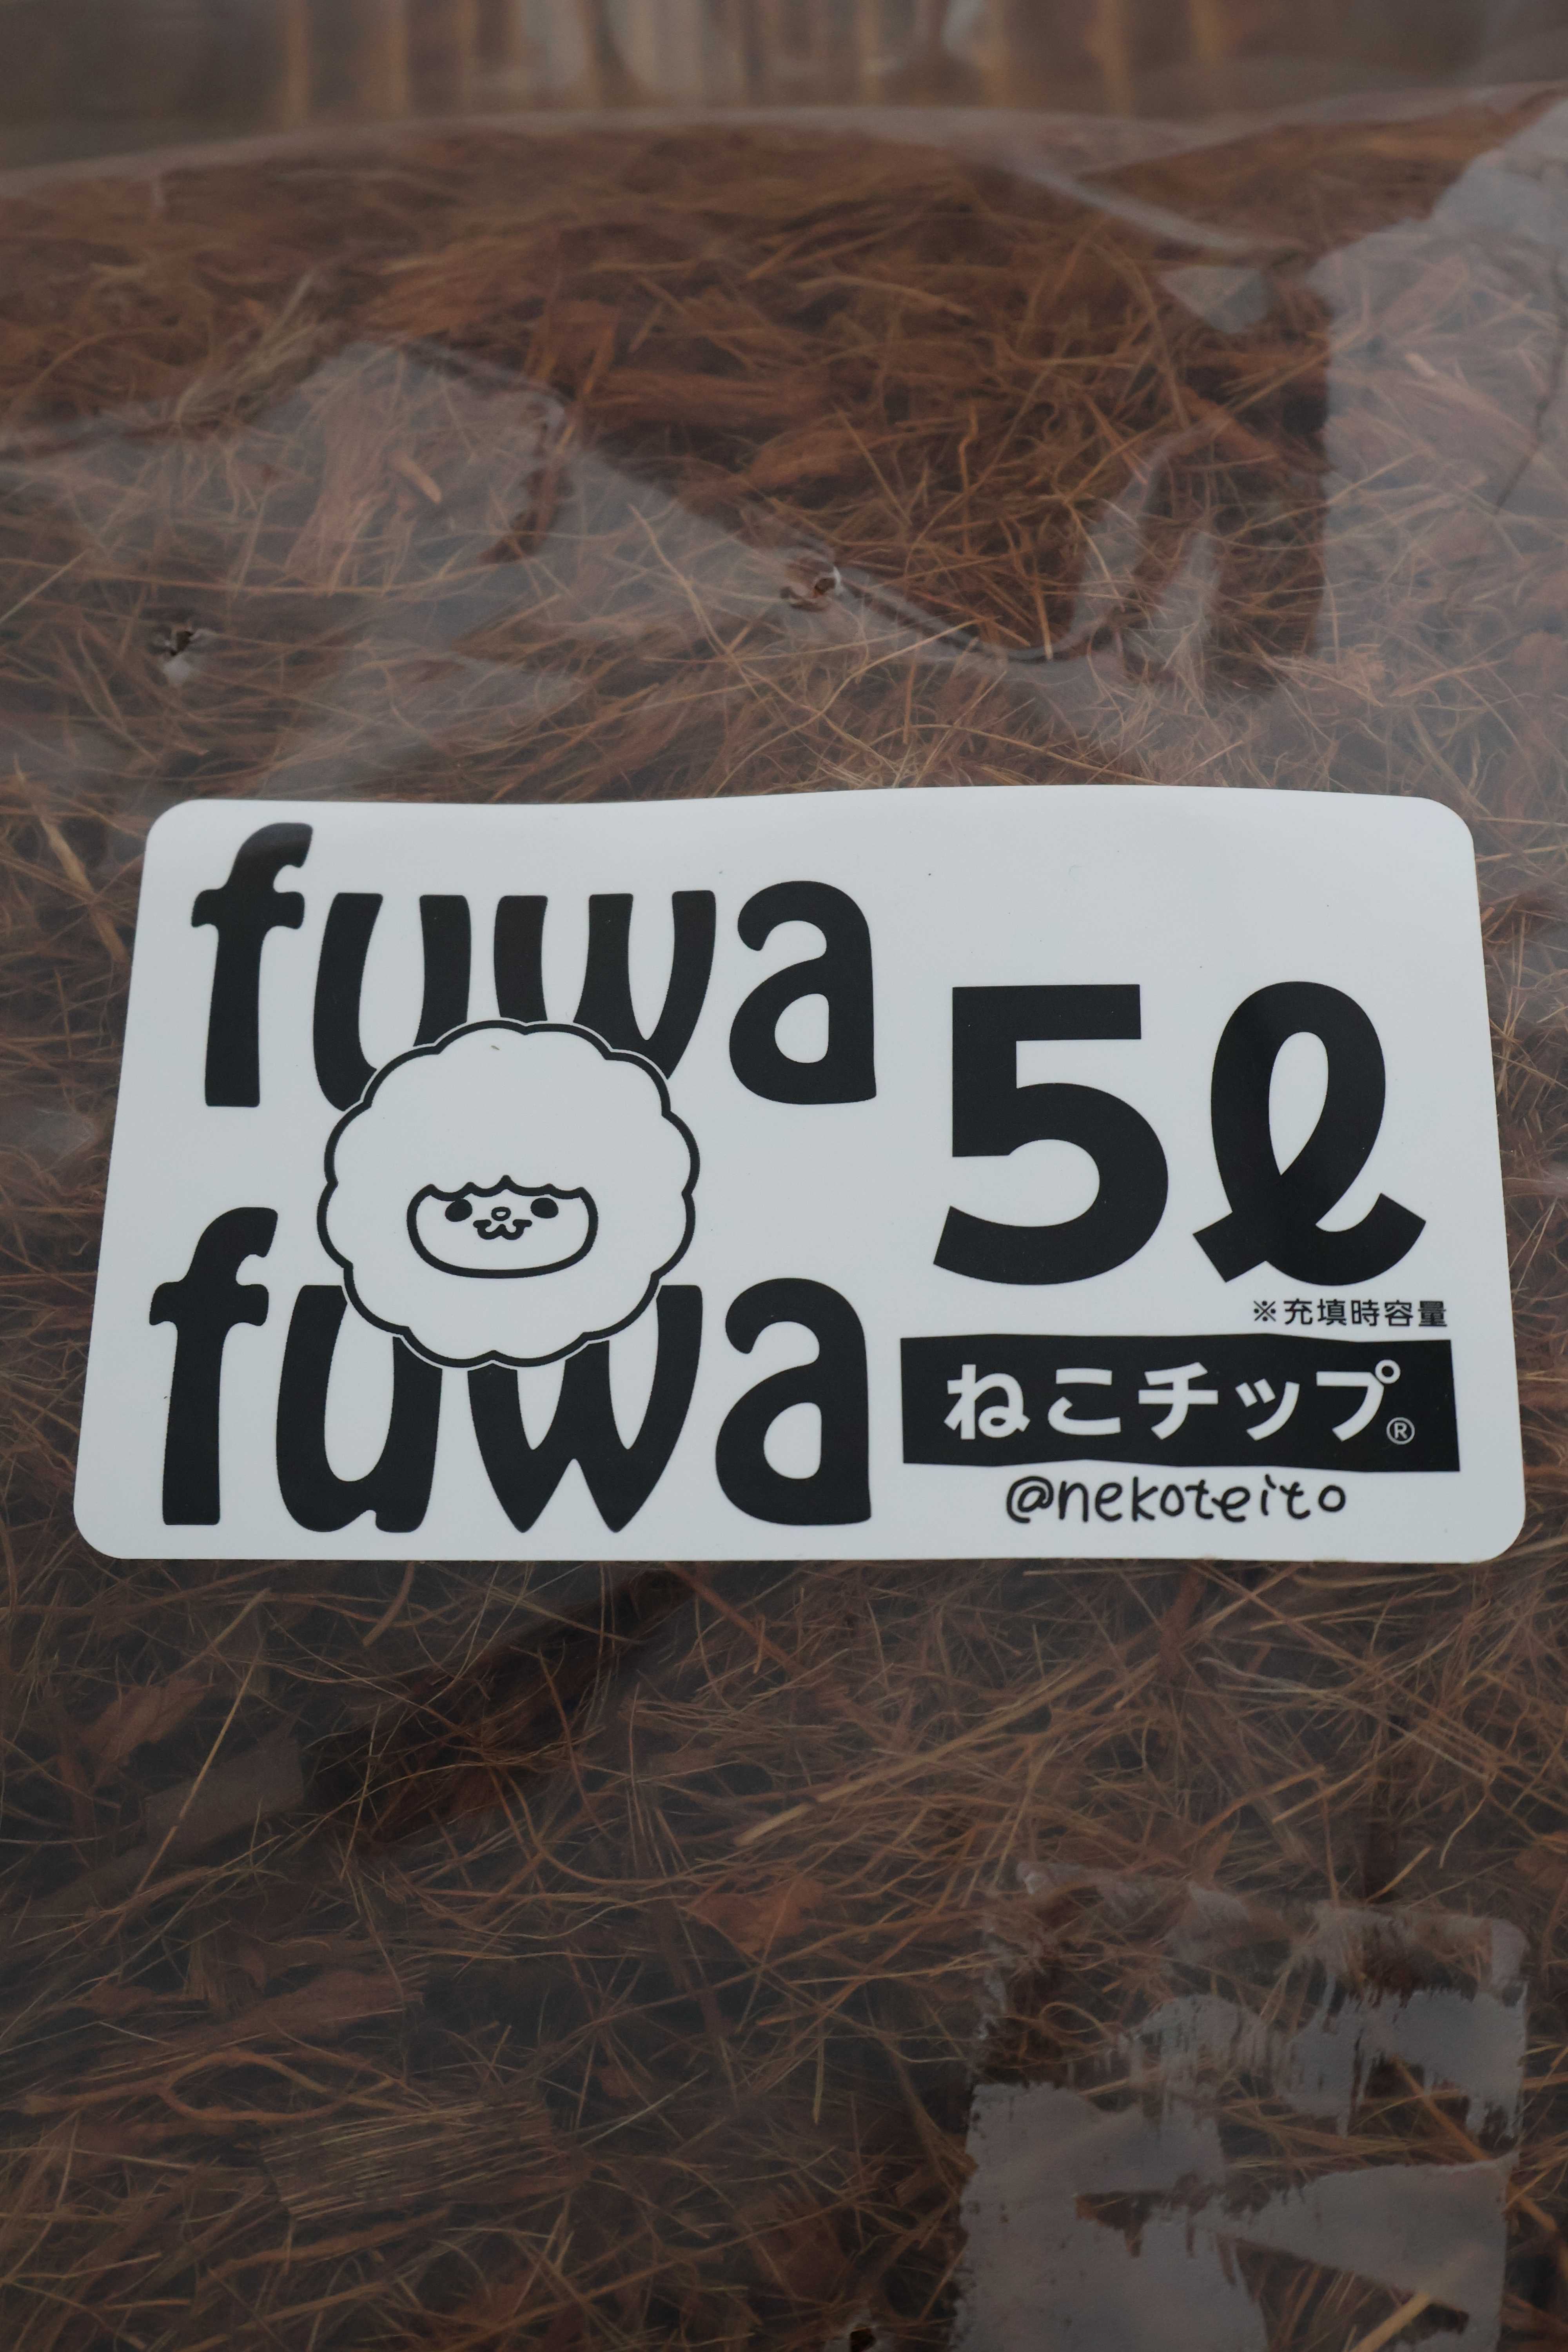 fuwa
fuwa
5ℓ
※充填時容量
ねこチップ®
@nekoteito